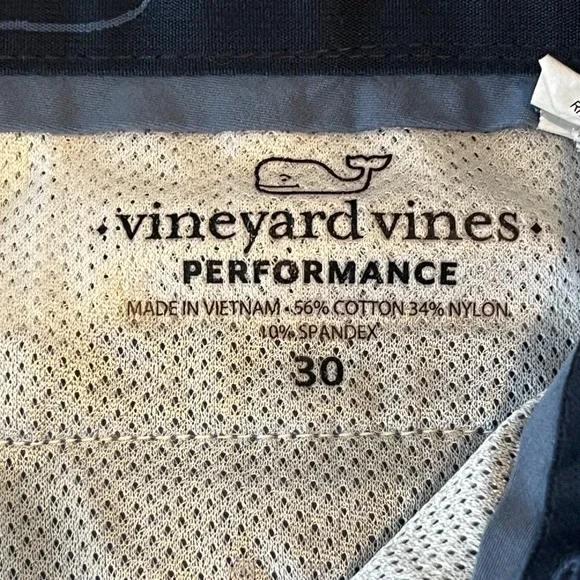 vineyard vines
PERFORMANCE
MADE IN VIETNAM • 56% COTTON 34% NYLON
10% SPANDEX
30